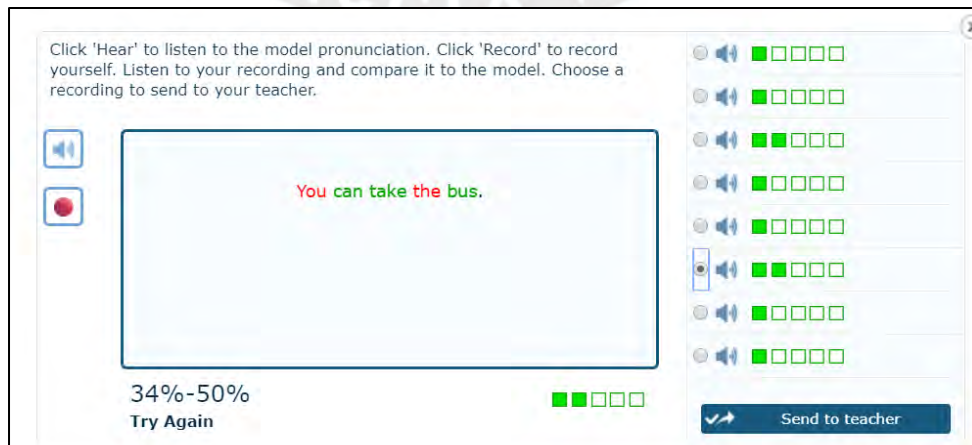 Click 'Hear' to listen to the model pronunciation. Click 'Record' to record
yourself. Listen to your recording and compare it to the model. Choose a
recording to send to your teacher.
You can take the bus.
34%-50%
Try Again
Send to teacher